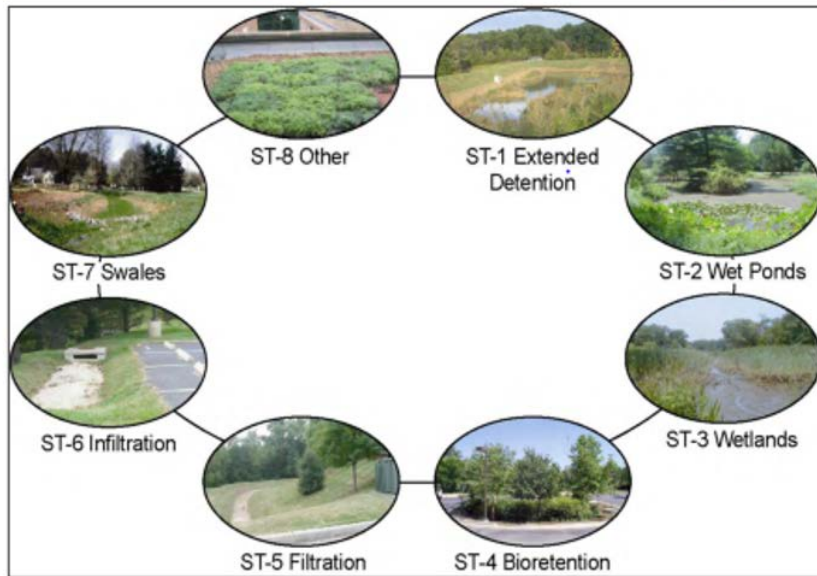 ST-8 Other
ST-1 Extended
Detention
ST-7 Swales
ST-2 Wet Ponds
ST-6 Infiltration
ST-3 Wetlands
ST-5 Filtration
ST-4 Bioretention